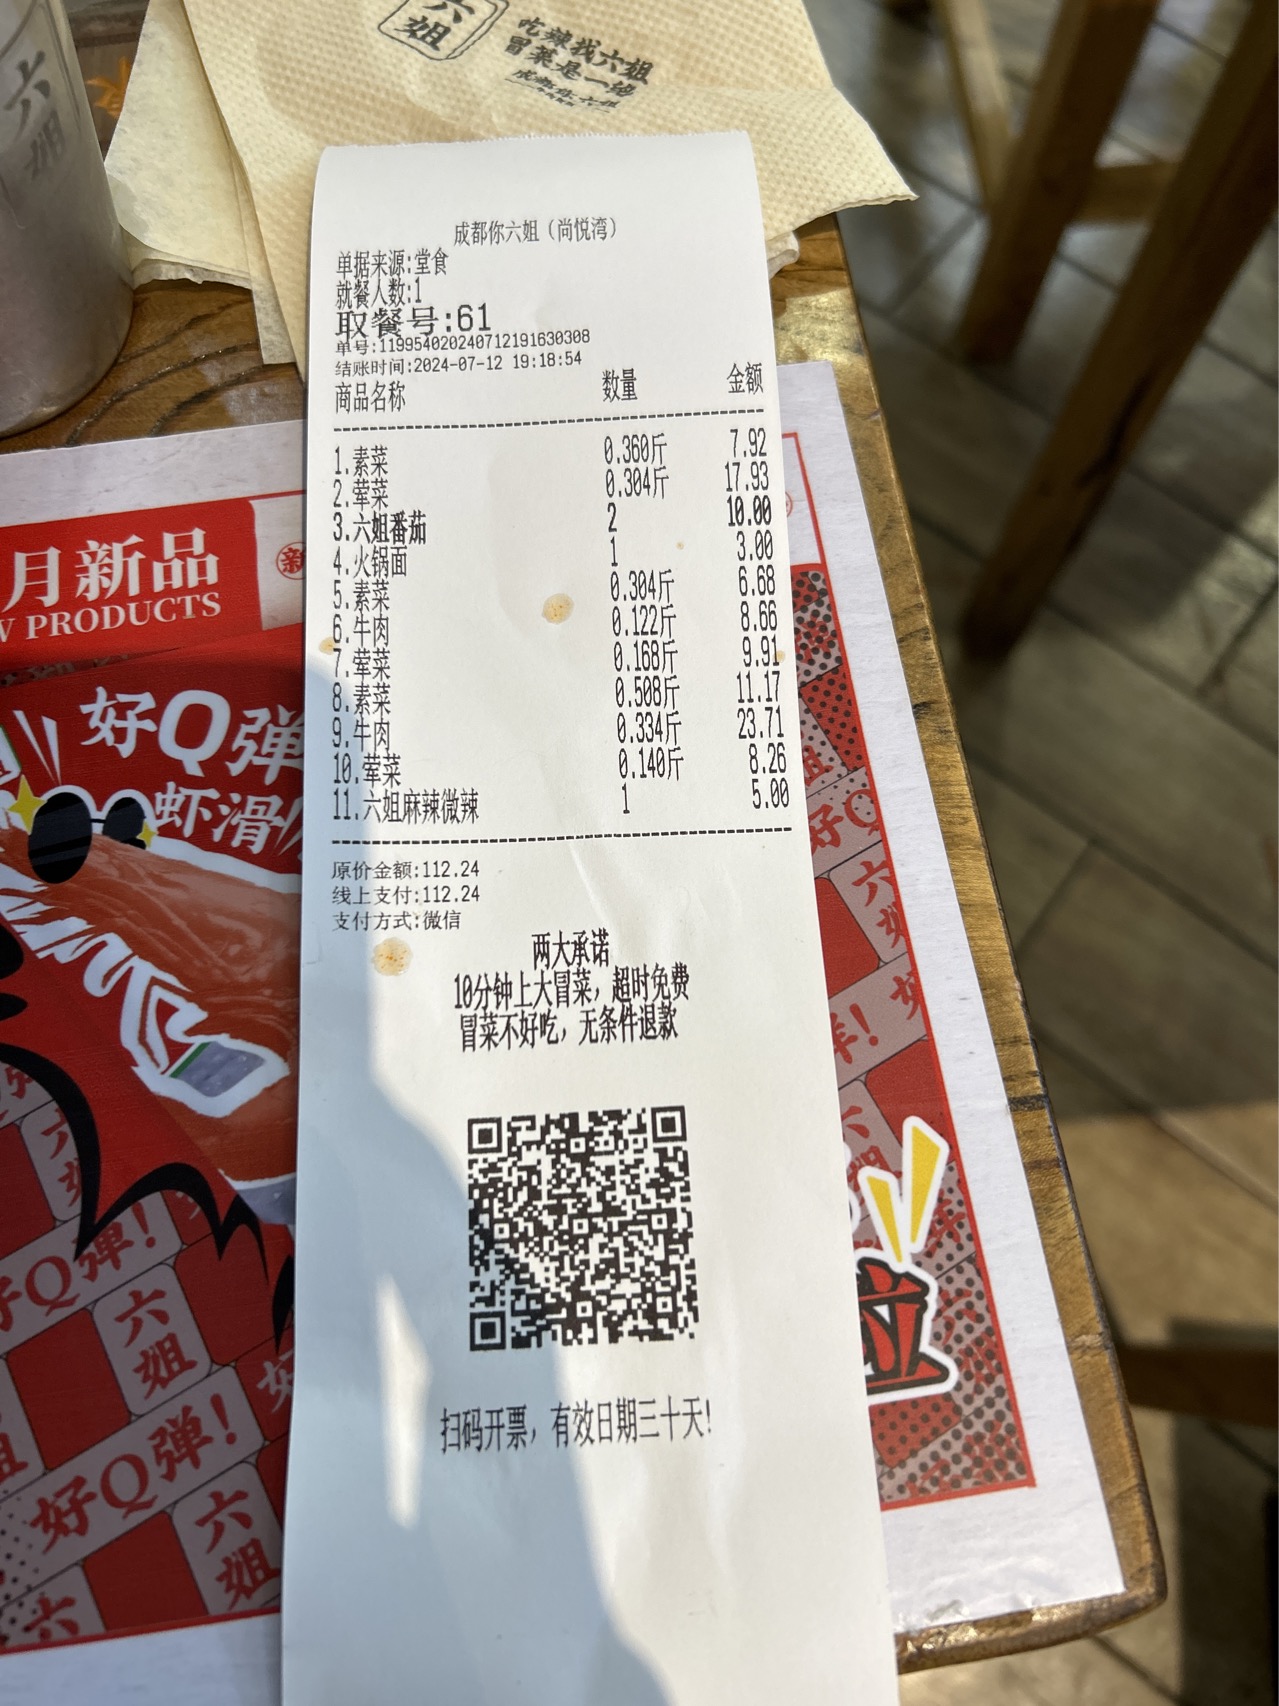 六姐
吃辣找六姐
冒菜是一绝
成都你六姐
六姐
成都你六姐（尚悦湾）
单据来源:堂食
就餐人数:1
取餐号:61
单号:119954020240712191630308
结账时间:2024-07-12 19:18:54
商品名称 数量 金额
1.素菜 0.360斤 7.92
2.荤菜 0.304斤 17.93
3.六姐番茄 2 10.00
4.火锅面 1 3.00
5.素菜 0.304斤 6.68
6.牛肉 0.122斤 8.66
7.荤菜 0.168斤 9.91
8.素菜 0.508斤 11.17
9.牛肉 0.334斤 23.71
10.荤菜 0.140斤 8.26
11.六姐麻辣微辣 1 5.00
原价金额:112.24
线上支付:112.24
支付方式:微信
两大承诺
10分钟上大冒菜，超时免费
冒菜不好吃，无条件退款
扫码开票，有效日期三十天!
月新品
新
PRODUCTS
好Q弹
虾滑
好Q弹!
六姐
好Q弹!
六姐